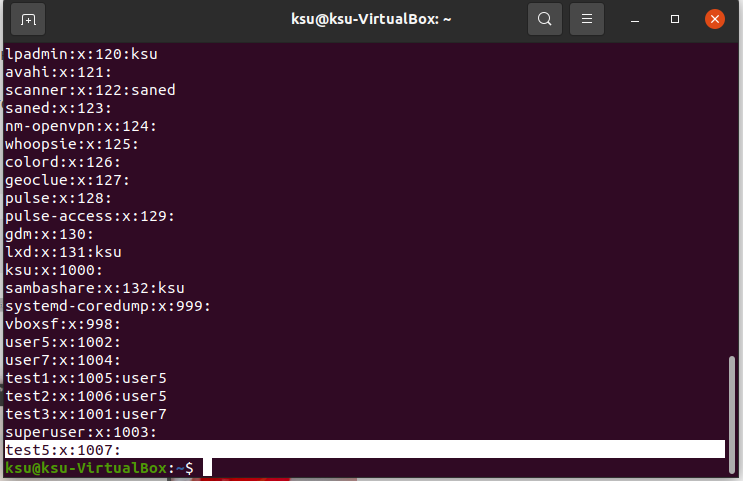 ksu@ksu-VirtualBox: ~
lpadmin:x:120:ksu
avahi:x:121:
scanner:x:122:saned
saned:x:123:
nm-openvpn:x:124:
whoopsie:x:125:
colord:x:126:
geoclue:x:127:
pulse:x:128:
pulse-access:x:129:
gdm:x:130:
lxd:x:131:ksu
ksu:x:1000:
sambashare:x:132:ksu
systemd-coredump:x:999:
vboxsf:x:998:
user5:x:1002:
user7:x:1004:
test1:x:1005:user5
test2:x:1006:user5
test3:x:1001:user7
superuser:x:1003:
test5:x:1007:
ksu@ksu-VirtualBox:~$